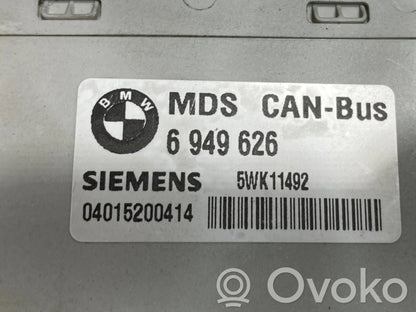 BMW
MDS CAN-Bus
6 949 626
SIEMENS 5WK11492
04015200414
Ovoko